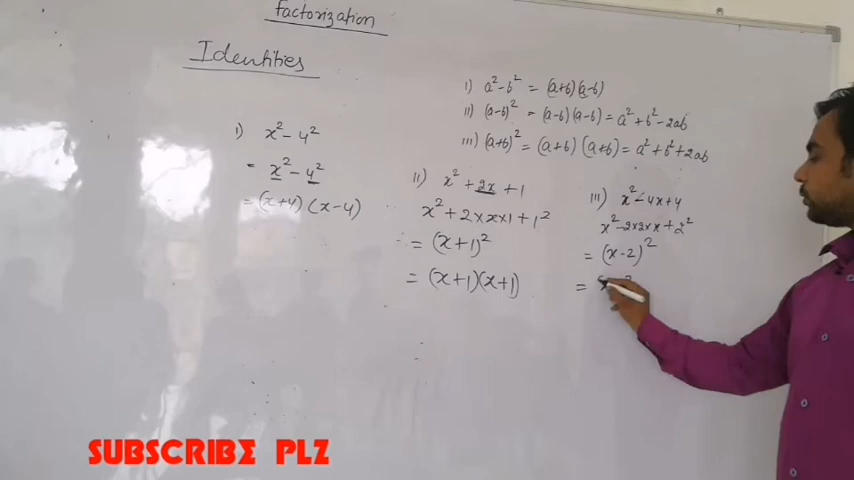 Factorization
Identities
i) a² - b² = (a+b)(a-b)
ii) (a-b)² = (a-b)(a-b) = a² + b² - 2ab
iii) (a+b)² = (a+b)(a+b) = a² + b² + 2ab
i) x² - 4²
= x² - 4²
= (x+4)(x-4)
ii) x² + 2x + 1
x² + 2×x×1 + 1²
= (x+1)²
= (x+1)(x+1)
iii) x² - 4x + 4
x² - 2×2×x + 2²
= (x-2)²
=
SUBSCRIBE PLZ